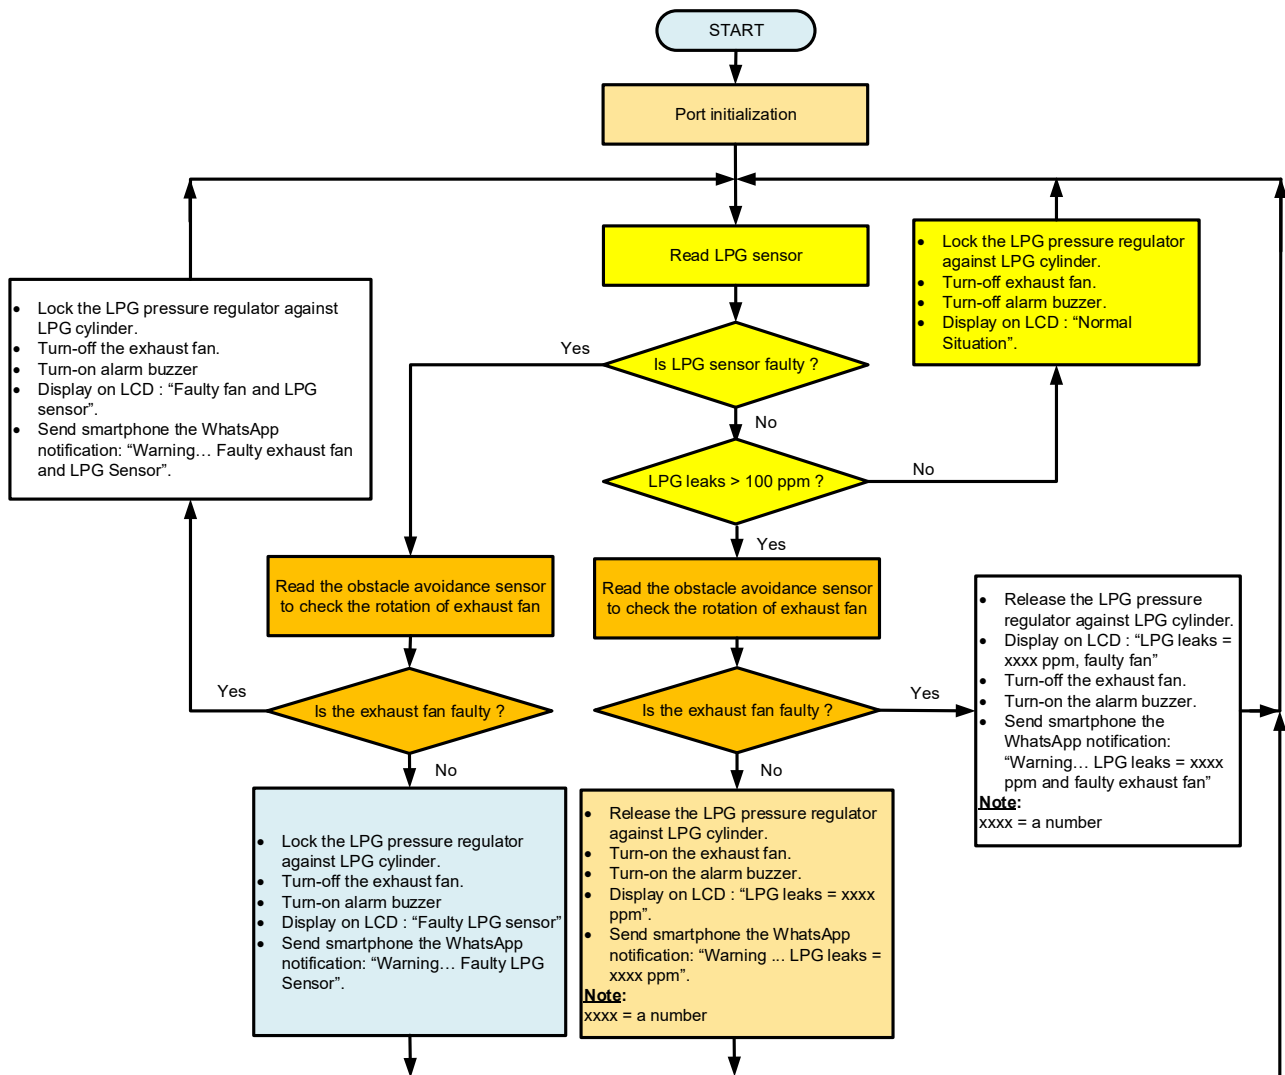 START
Port initialization
Read LPG sensor
• Lock the LPG pressure regulator
against LPG cylinder.
• Turn-off exhaust fan.
• Turn-off alarm buzzer.
• Display on LCD : “Normal
Situation”.
• Lock the LPG pressure regulator against
LPG cylinder.
• Turn-off the exhaust fan.
• Turn-on alarm buzzer
• Display on LCD : “Faulty fan and LPG
sensor”.
• Send smartphone the WhatsApp
notification: “Warning… Faulty exhaust fan
and LPG Sensor”.
Yes
Is LPG sensor faulty ?
No
LPG leaks > 100 ppm ?
No
Yes
Read the obstacle avoidance sensor
to check the rotation of exhaust fan
Read the obstacle avoidance sensor
to check the rotation of exhaust fan
• Release the LPG pressure
regulator against LPG cylinder.
• Display on LCD : “LPG leaks =
xxxx ppm, faulty fan”
• Turn-off the exhaust fan.
• Turn-on the alarm buzzer.
• Send smartphone the
WhatsApp notification:
“Warning… LPG leaks = xxxx
ppm and faulty exhaust fan”
Note:
xxxx = a number
Yes
Is the exhaust fan faulty ?
No
Is the exhaust fan faulty ?
Yes
No
• Lock the LPG pressure regulator
against LPG cylinder.
• Turn-off the exhaust fan.
• Turn-on alarm buzzer
• Display on LCD : “Faulty LPG sensor”
• Send smartphone the WhatsApp
notification: “Warning… Faulty LPG
Sensor”.
• Release the LPG pressure regulator
against LPG cylinder.
• Turn-on the exhaust fan.
• Turn-on the alarm buzzer.
• Display on LCD : “LPG leaks = xxxx
ppm”.
• Send smartphone the WhatsApp
notification: “Warning ... LPG leaks =
xxxx ppm”.
Note:
xxxx = a number